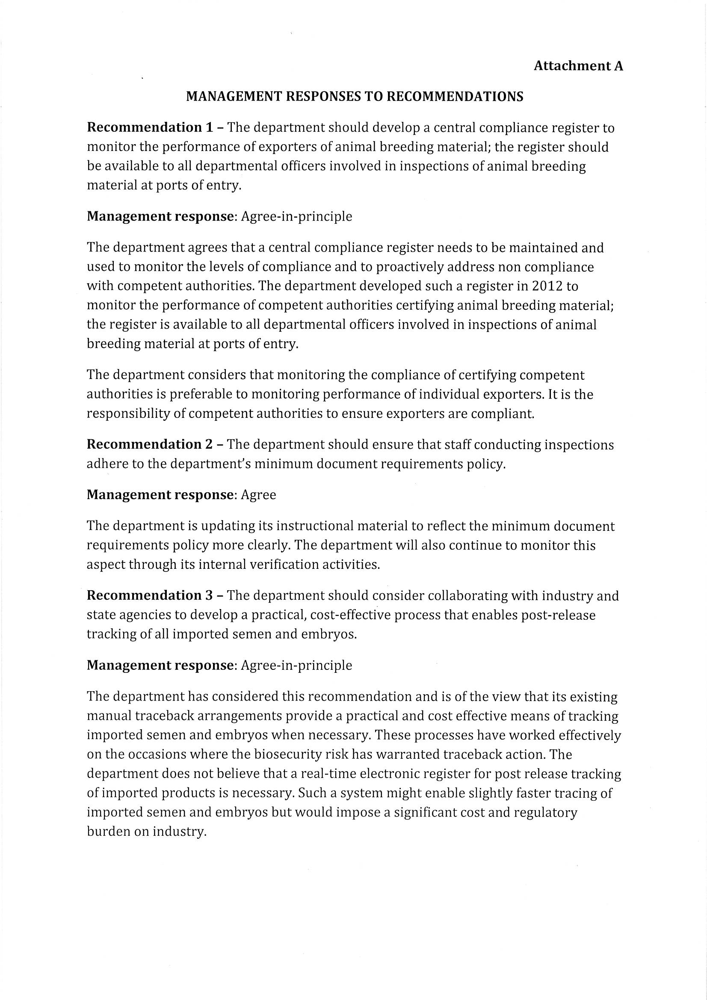 Attachment A
MANAGEMENT RESPONSES TO RECOMMENDATIONS
Recommendation 1 – The department should develop a central compliance register to
monitor the performance of exporters of animal breeding material; the register should
be available to all departmental officers involved in inspections of animal breeding
material at ports of entry.
Management response: Agree-in-principle
The department agrees that a central compliance register needs to be maintained and
used to monitor the levels of compliance and to proactively address non compliance
with competent authorities. The department developed such a register in 2012 to
monitor the performance of competent authorities certifying animal breeding material;
the register is available to all departmental officers involved in inspections of animal
breeding material at ports of entry.
The department considers that monitoring the compliance of certifying competent
authorities is preferable to monitoring performance of individual exporters. It is the
responsibility of competent authorities to ensure exporters are compliant.
Recommendation 2 – The department should ensure that staff conducting inspections
adhere to the department’s minimum document requirements policy.
Management response: Agree
The department is updating its instructional material to reflect the minimum document
requirements policy more clearly. The department will also continue to monitor this
aspect through its internal verification activities.
Recommendation 3 – The department should consider collaborating with industry and
state agencies to develop a practical, cost-effective process that enables post-release
tracking of all imported semen and embryos.
Management response: Agree-in-principle
The department has considered this recommendation and is of the view that its existing
manual traceback arrangements provide a practical and cost effective means of tracking
imported semen and embryos when necessary. These processes have worked effectively
on the occasions where the biosecurity risk has warranted traceback action. The
department does not believe that a real-time electronic register for post release tracking
of imported products is necessary. Such a system might enable slightly faster tracing of
imported semen and embryos but would impose a significant cost and regulatory
burden on industry.